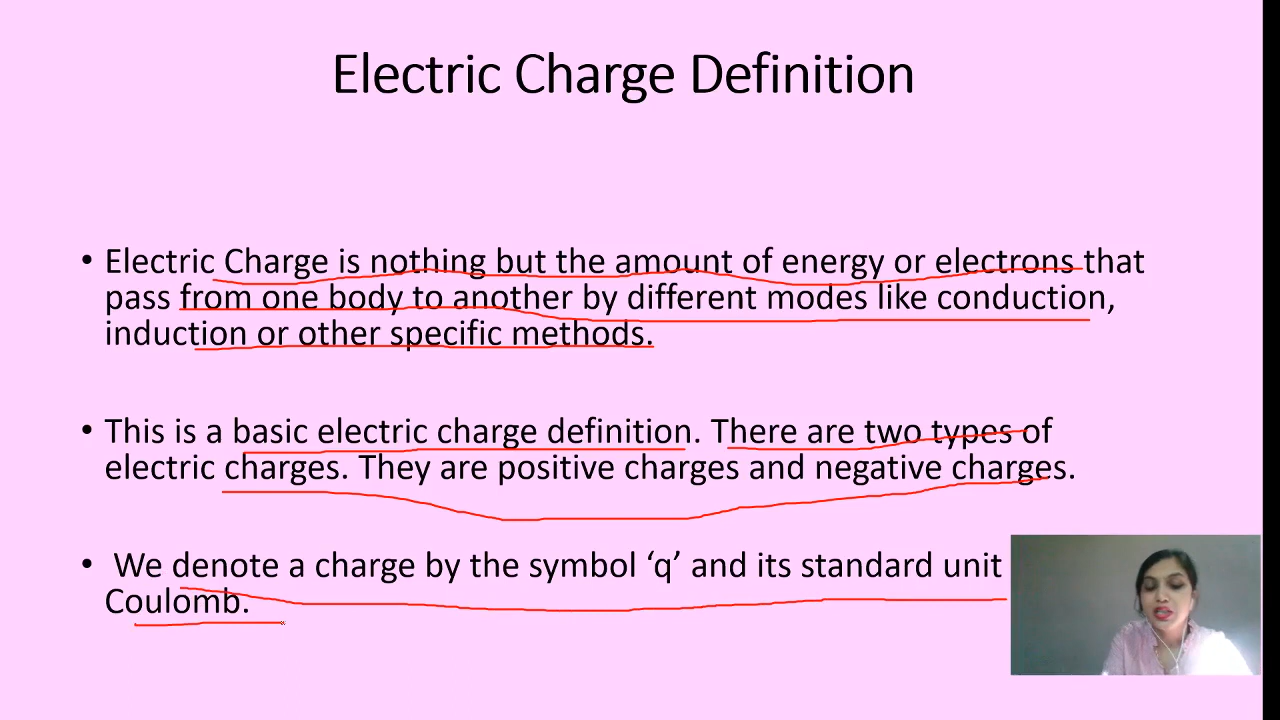 Electric Charge Definition
• Electric Charge is nothing but the amount of energy or electrons that
pass from one body to another by different modes like conduction,
induction or other specific methods.
• This is a basic electric charge definition. There are two types of
electric charges. They are positive charges and negative charges.
• We denote a charge by the symbol ‘q’ and its standard unit
Coulomb.